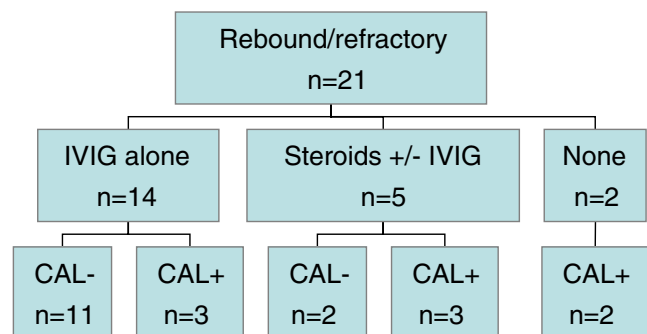 Rebound/refractory
n=21
IVIG alone
n=14
Steroids +/- IVIG
n=5
None
n=2
CAL-
n=11
CAL+
n=3
CAL-
n=2
CAL+
n=3
CAL+
n=2